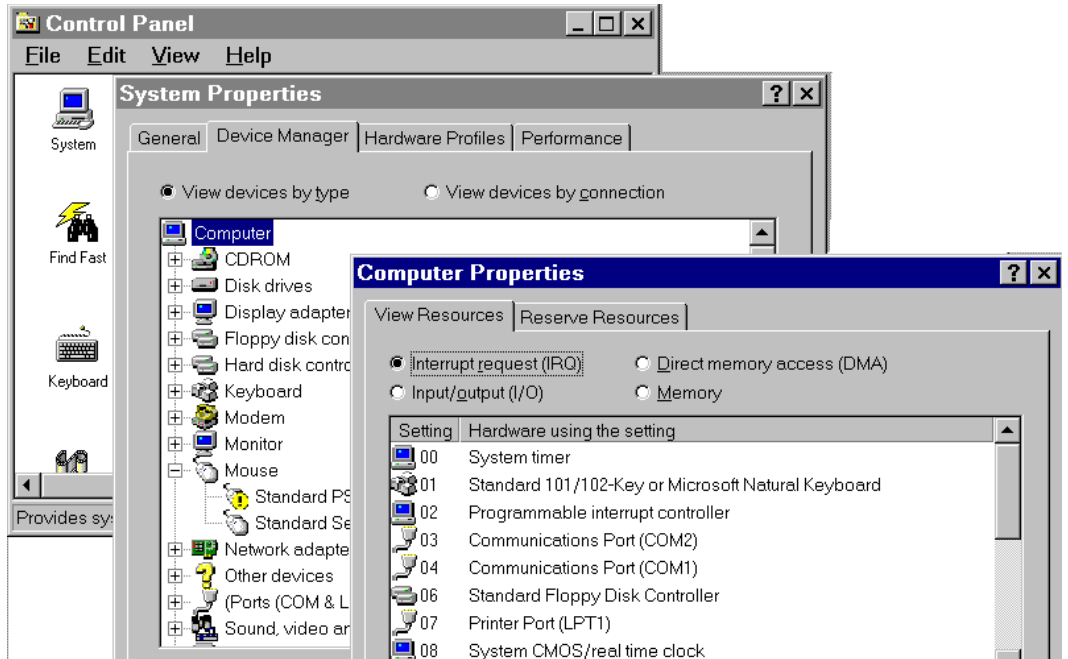 Control Panel
File Edit View Help
System
Find Fast
Keyboard
Provides sy
System Properties
General Device Manager Hardware Profiles Performance
View devices by type View devices by connection
Computer
CDROM
Disk drives
Display adapter
Floppy disk con
Hard disk contro
Keyboard
Modem
Monitor
Mouse
Standard PS
Standard Se
Network adapte
Other devices
(Ports (COM & L
Sound, video an
Computer Properties
View Resources Reserve Resources
Interrupt request (IRQ) Direct memory access (DMA)
Input/output (I/O) Memory
Setting Hardware using the setting
00 System timer
01 Standard 101/102-Key or Microsoft Natural Keyboard
02 Programmable interrupt controller
03 Communications Port (COM2)
04 Communications Port (COM1)
06 Standard Floppy Disk Controller
07 Printer Port (LPT1)
08 System CMOS/real time clock